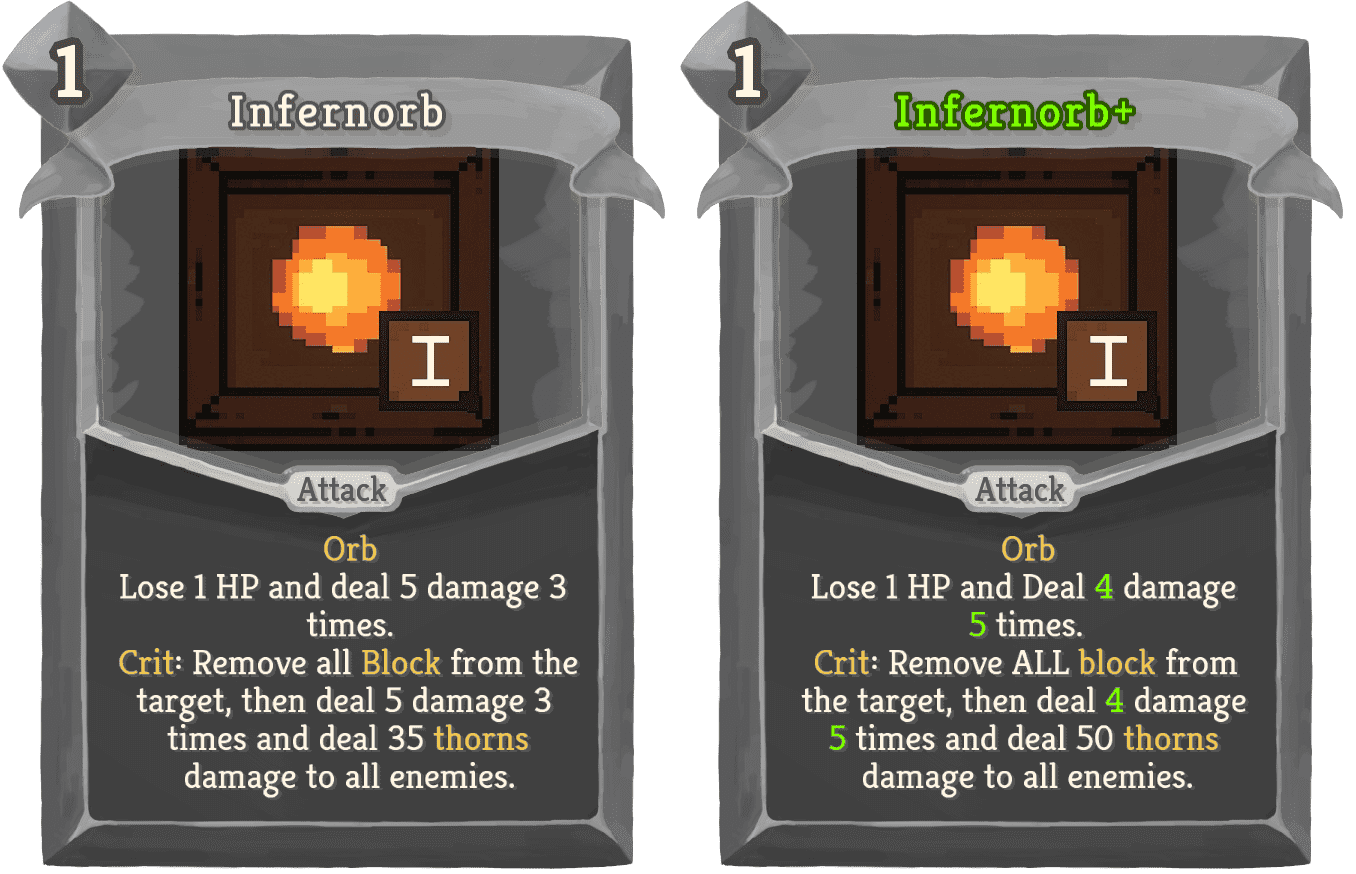 1
Infernorb
I
Attack
Orb
Lose 1 HP and deal 5 damage 3
times.
Crit: Remove all Block from the
target, then deal 5 damage 3
times and deal 35 thorns
damage to all enemies.
1
Infernorb+
I
Attack
Orb
Lose 1 HP and Deal 4 damage
5 times.
Crit: Remove ALL block from
the target, then deal 4 damage
5 times and deal 50 thorns
damage to all enemies.